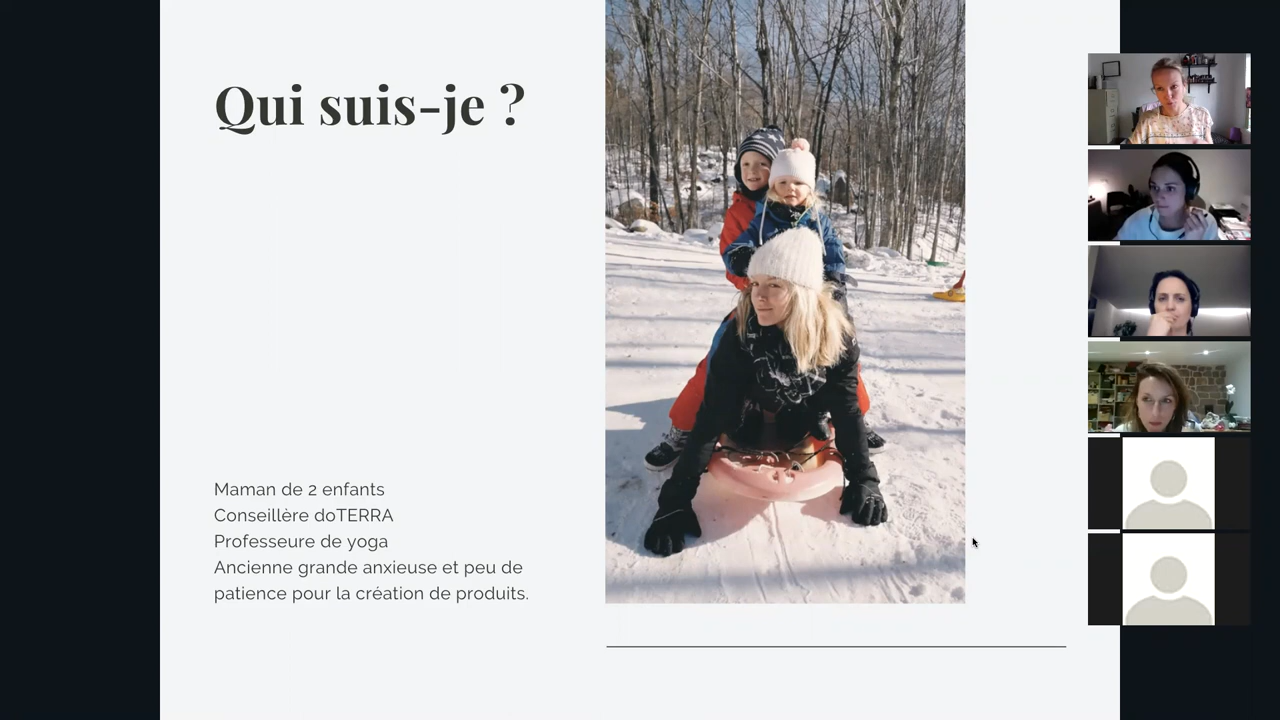 Qui suis-je ?
Maman de 2 enfants
Conseillère doTERRA
Professeure de yoga
Ancienne grande anxieuse et peu de
patience pour la création de produits.